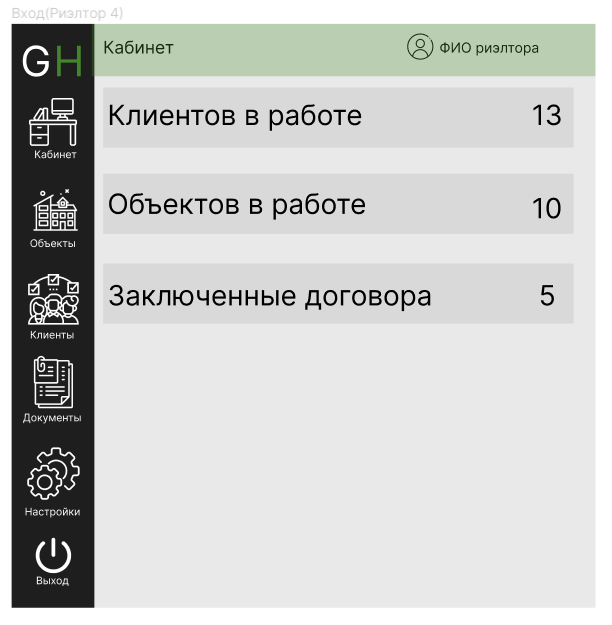 Вход(Риэлтор 4)
GH
Кабинет
ФИО риэлтора
Клиентов в работе 13
Объектов в работе 10
Заключенные договора 5
Кабинет
Объекты
Клиенты
Документы
Настройки
Выход